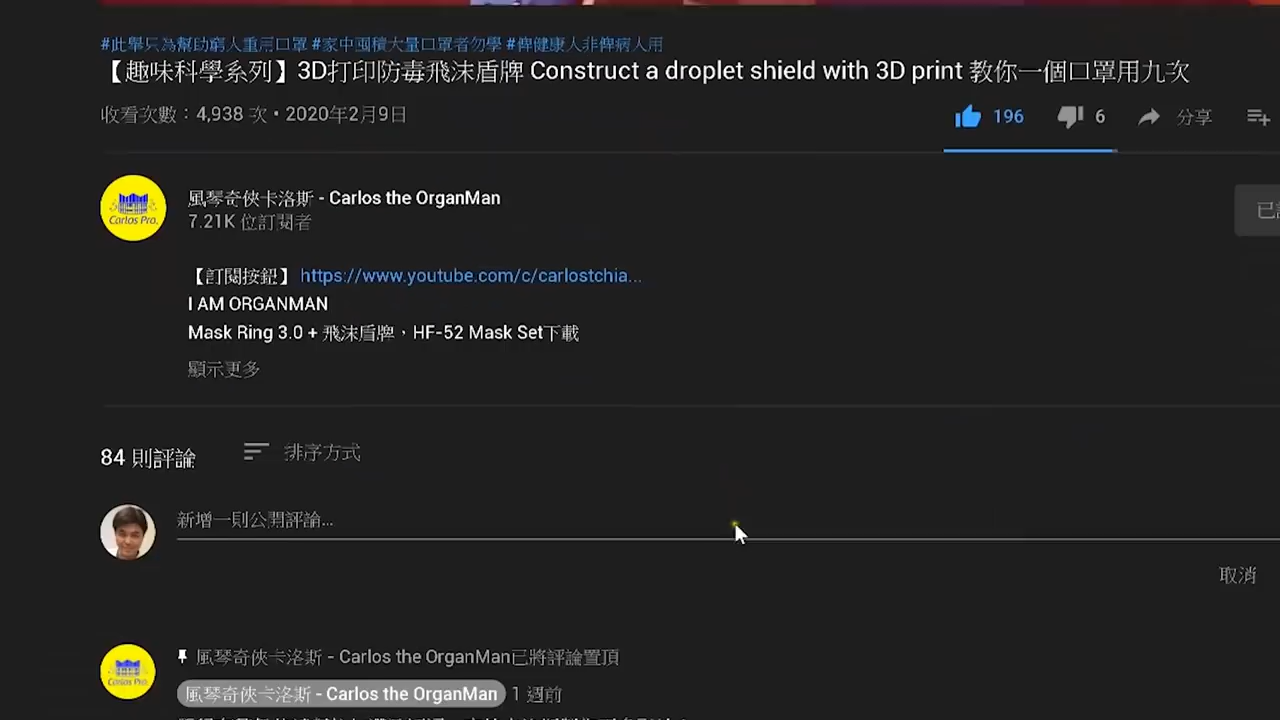 #此舉只為幫助窮人重用口罩 #家中囤積大量口罩者勿學 #俾健康人非俾病人用
【趣味科學系列】3D打印防毒飛沫盾牌 Construct a droplet shield with 3D print 教你一個口罩用九次
收看次數：4,938 次 • 2020年2月9日
196
6
分享
Carlos Pro.
風琴奇俠卡洛斯 - Carlos the OrganMan
7.21K 位訂閱者
【訂閱按鈕】 https://www.youtube.com/c/carlostchia...
I AM ORGANMAN
Mask Ring 3.0 + 飛沫盾牌，HF-52 Mask Set下載
顯示更多
84 則評論
排序方式
新增一則公開評論...
取消
Carlos Pro.
風琴奇俠卡洛斯 - Carlos the OrganMan已將評論置頂
風琴奇俠卡洛斯 - Carlos the OrganMan 1 週前